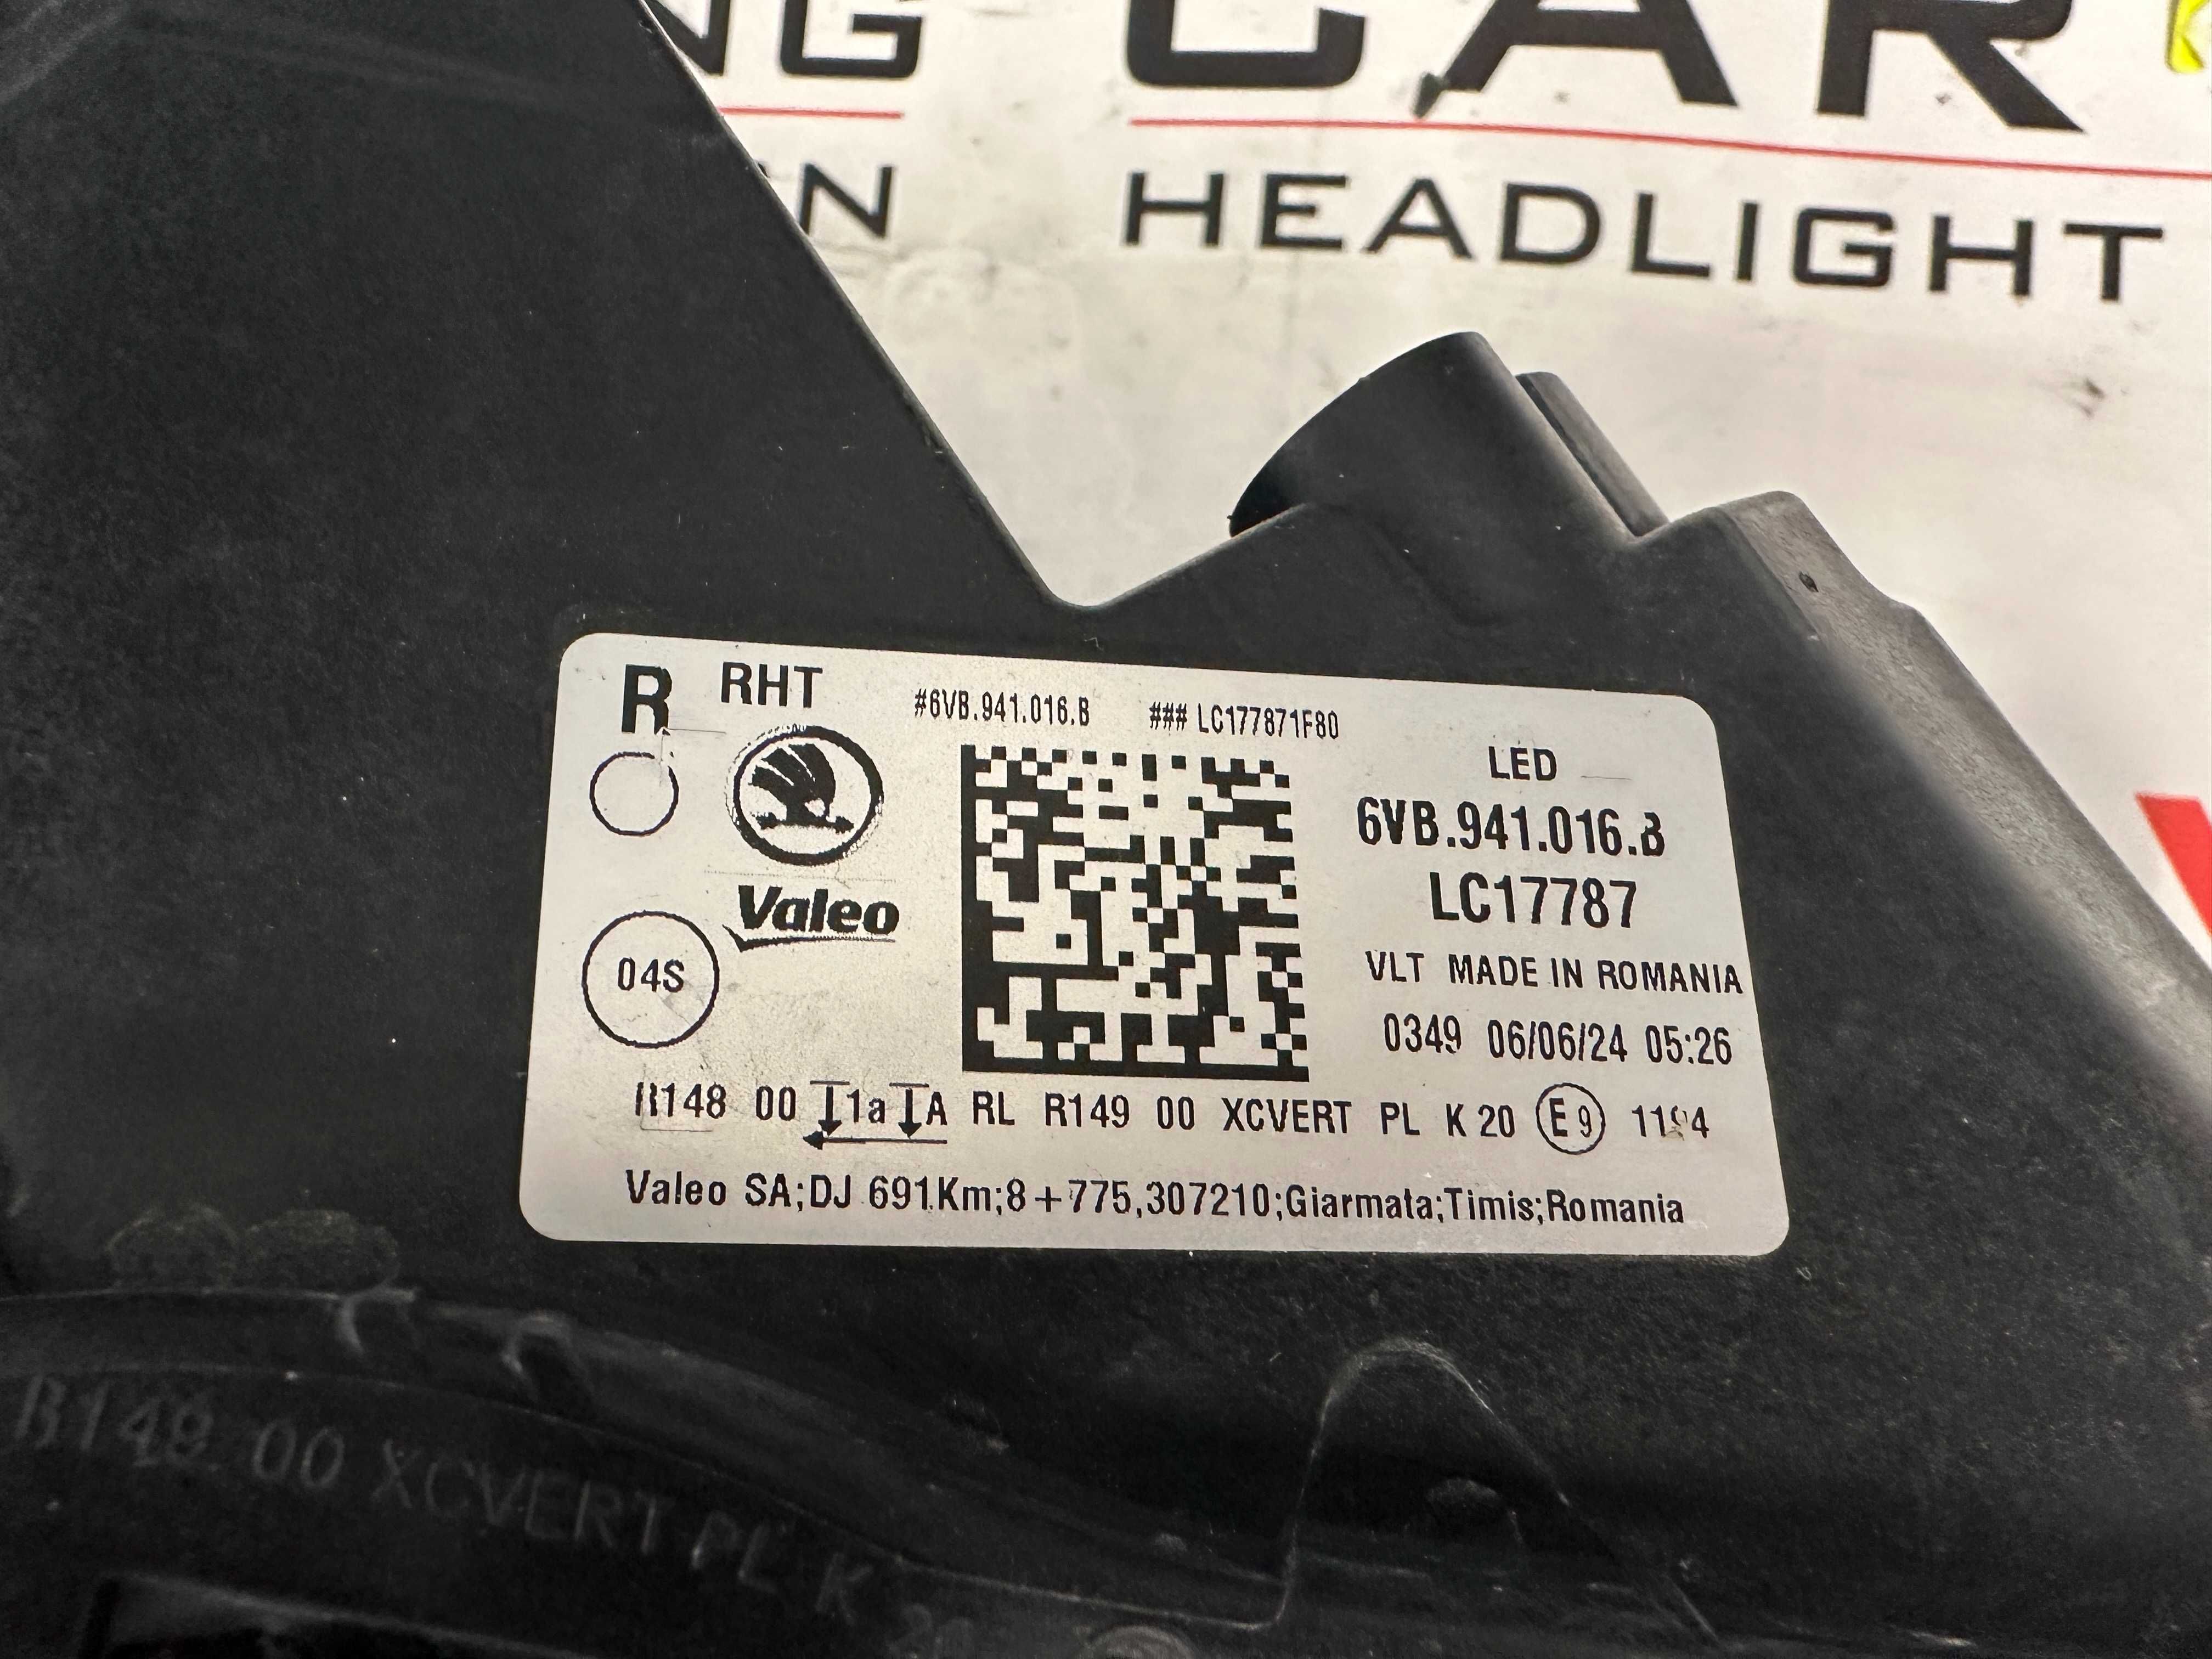 CAR
HEADLIGHT
R RHT #6VB.941.016.B ### LC177871F80
LED
6VB.941.016.B
LC17787
Valeo
VLT MADE IN ROMANIA
04S
0349 06/06/24 05:26
R148 00 1a A RL R149 00 XCVERT PL K 20 E9
Valeo SA;DJ 691Km;8+775,307210;Giarmata;Timis;Romania
00 XCVERT PL K 20